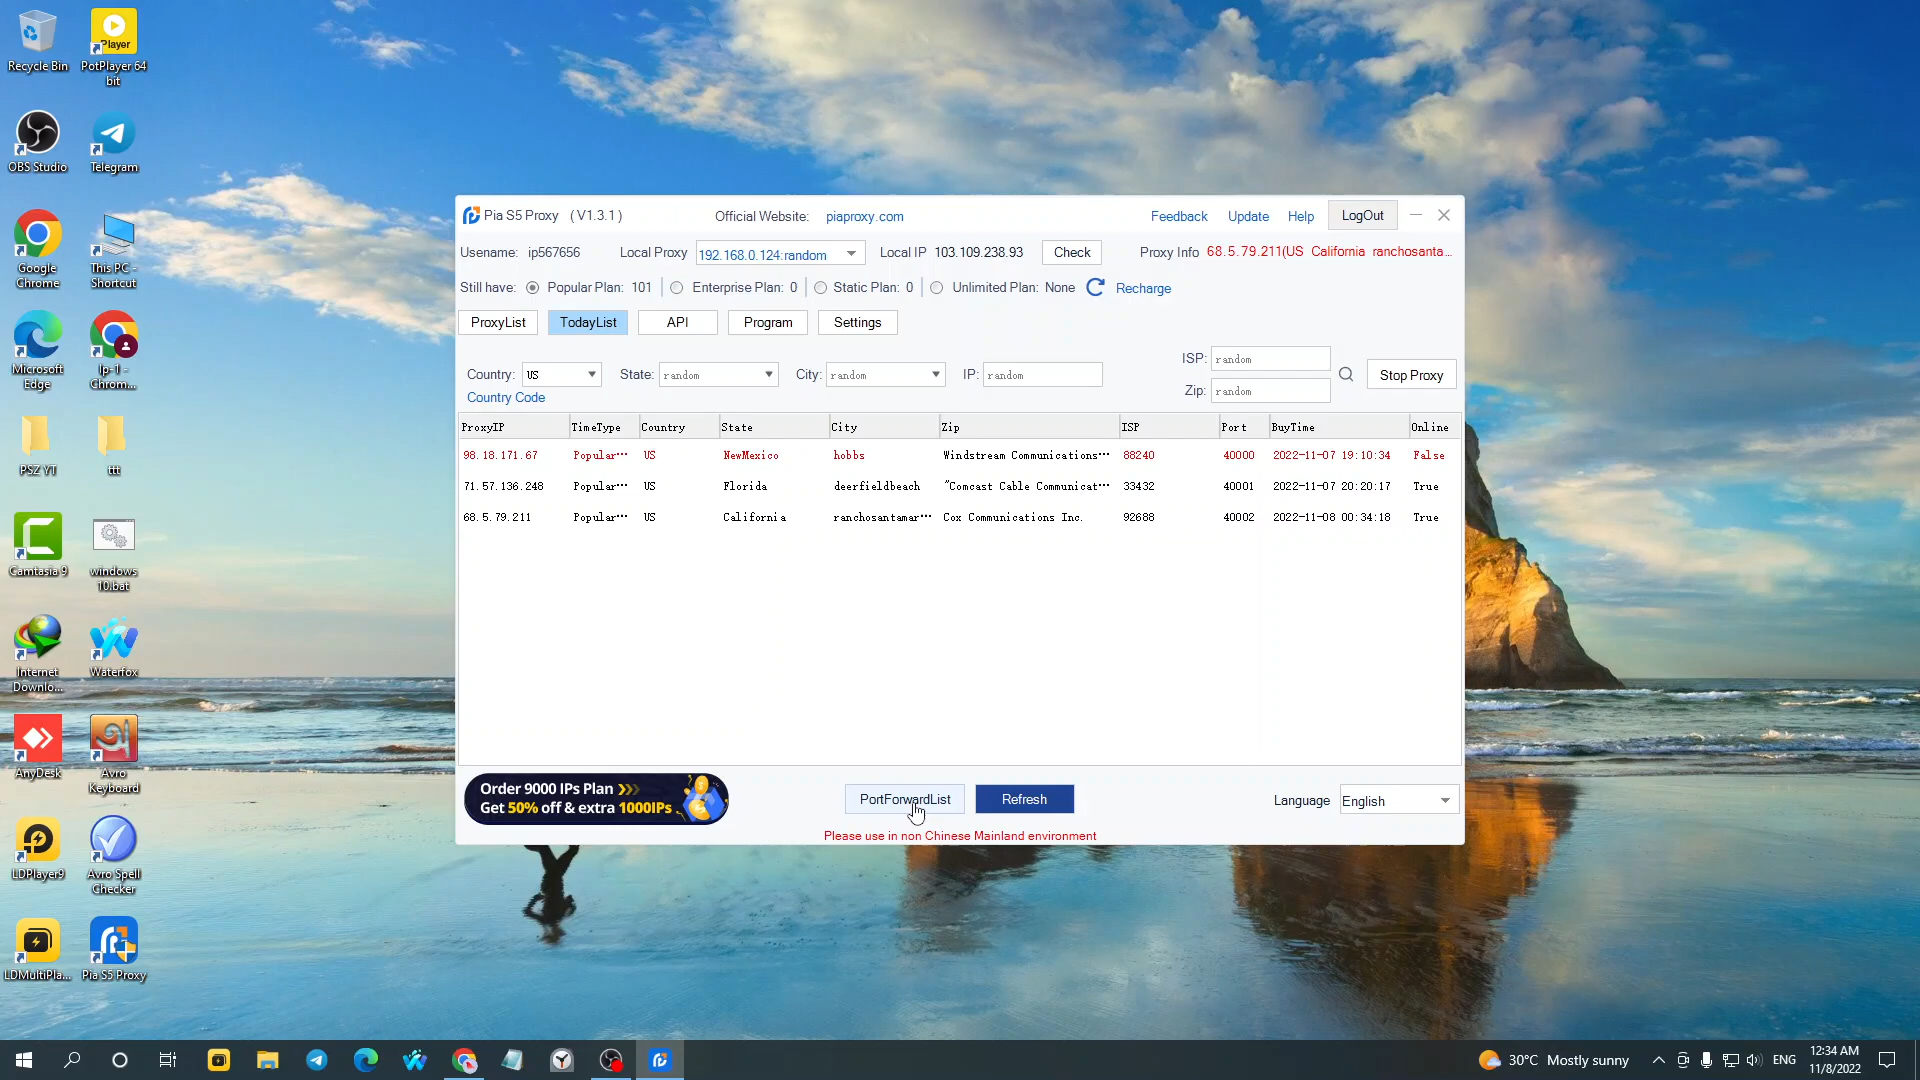 Recycle Bin
PotPlayer 64 bit
OBS Studio
Telegram
Google Chrome
This PC - Shortcut
Microsoft Edge
Ip-1 - Chrom...
PSZ YT
ttt
Camtasia 9
windows 10.bat
Internet Downlo...
Waterfox
AnyDesk
Avro Keyboard
LDPlayer9
Avro Spell Checker
LDMultiPla...
Pia S5 Proxy
Pia S5 Proxy (V1.3.1) Official Website: piaproxy.com Feedback Update Help LogOut
Usename: ip567656 Local Proxy 192.168.0.124:random Local IP 103.109.238.93 Check Proxy Info 68.5.79.211(US California ranchosanta...
Still have: Popular Plan: 101 Enterprise Plan: 0 Static Plan: 0 Unlimited Plan: None Recharge
ProxyList TodayList API Program Settings
Country: US State: random City: random IP: random ISP: random Stop Proxy
Country Code Zip: random
ProxyIP TimeType Country State City Zip ISP Port BuyTime Online
98.18.171.67 Popular... US NewMexico hobbs Windstream Communications... 88240 40000 2022-11-07 19:10:34 False
71.57.136.248 Popular... US Florida deerfieldbeach "Comcast Cable Communicat... 33432 40001 2022-11-07 20:20:17 True
68.5.79.211 Popular... US California ranchosantamar... Cox Communications Inc. 92688 40002 2022-11-08 00:34:18 True
Order 9000 IPs Plan
Get 50% off & extra 1000IPs
PortForwardList Refresh Language English
Please use in non Chinese Mainland environment
30°C Mostly sunny ENG 12:34 AM
11/8/2022